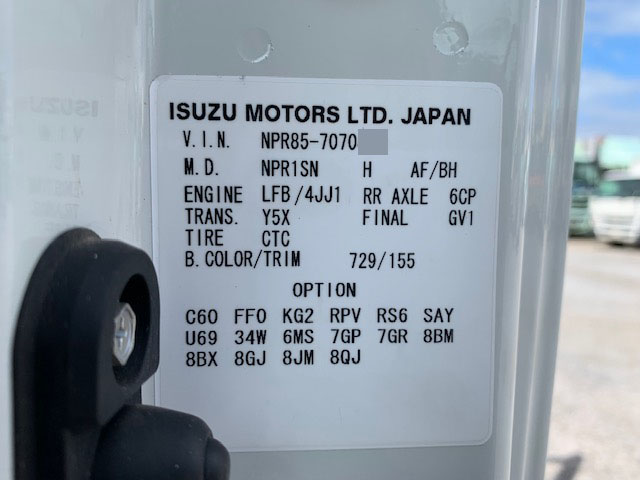 ISUZU MOTORS LTD. JAPAN
V.I.N. NPR85-7070
M.D. NPR1SN H AF/BH
ENGINE LFB/4JJ1 RR AXLE 6CP
TRANS. Y5X FINAL GV1
TIRE CTC
B.COLOR/TRIM 729/155
OPTION
C60 FF0 KG2 RPV RS6 SAY
U69 34W 6MS 7GP 7GR 8BM
8BX 8GJ 8JM 8QJ